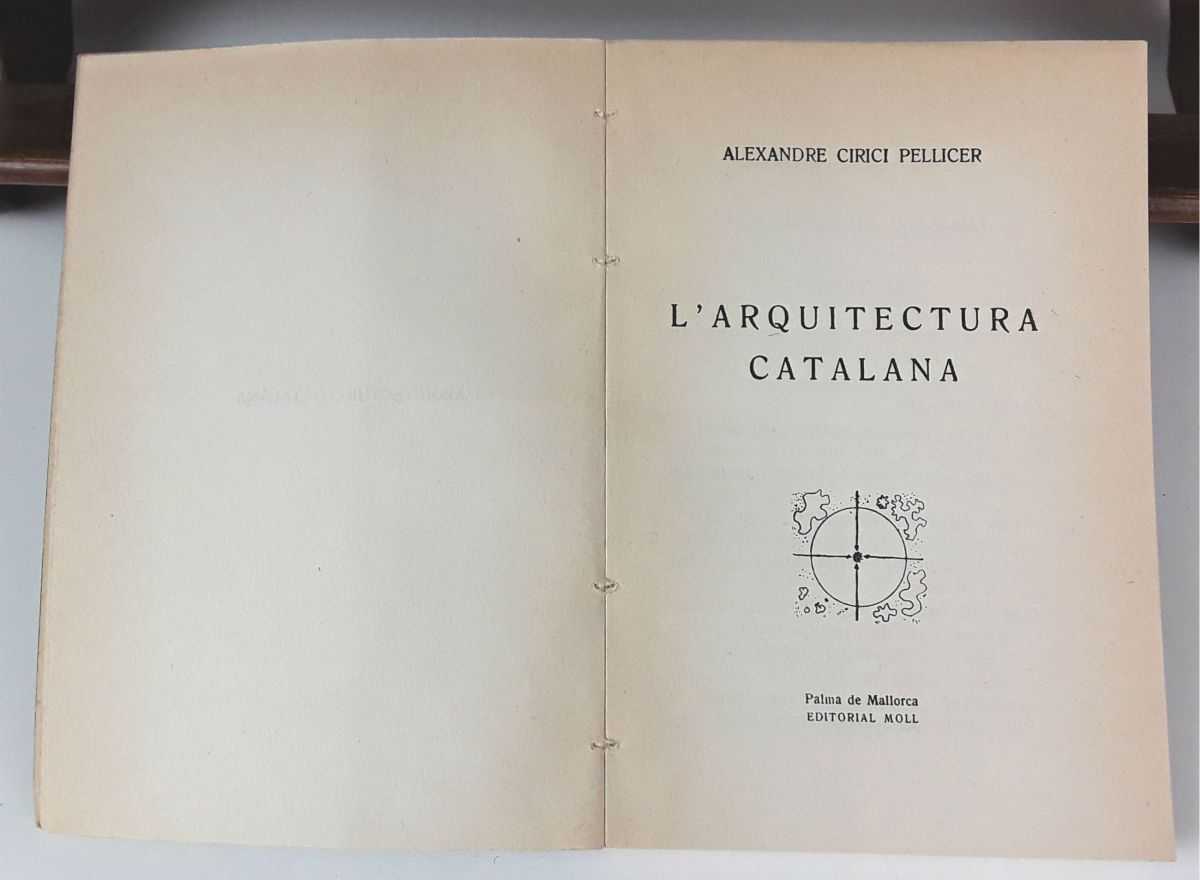 ALEXANDRE CIRICI PELLICER
L'ARQUITECTURA
CATALANA
Palma de Mallorca
EDITORIAL MOLL